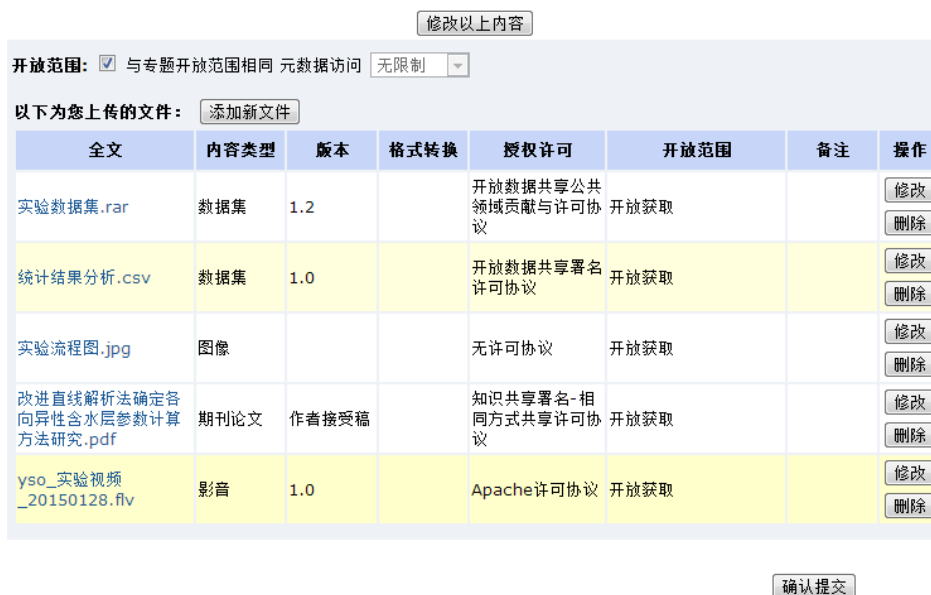 修改以上内容
开放范围: 与专题开放范围相同 元数据访问 无限制
以下为您上传的文件： 添加新文件
全文 内容类型 版本 格式转换 授权许可 开放范围 备注 操作
实验数据集.rar 数据集 1.2 开放数据共享公共 开放获取 修改
领域贡献与许可协
议 删除
统计结果分析.csv 数据集 1.0 开放数据共享署名 开放获取 修改
许可协议 删除
实验流程图.jpg 图像 无许可协议 开放获取 修改
删除
改进直线解析法确定各 知识共享署名-相 修改
向异性含水层参数计算 期刊论文 作者接受稿 同方式共享许可协 开放获取
方法研究.pdf 议 删除
yso_实验视频 影音 1.0 Apache许可协议 开放获取 修改
_20150128.flv 删除
确认提交